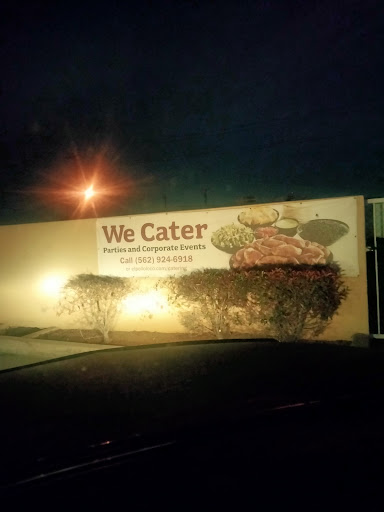 We Cater
Parties and Corporate Events
Call (562) 924-6918